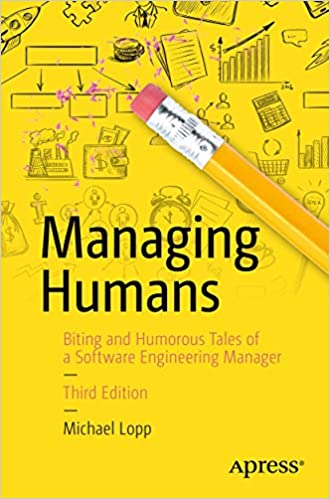 Managing
Humans
Biting and Humorous Tales of
a Software Engineering Manager
Third Edition
Michael Lopp
Apress®